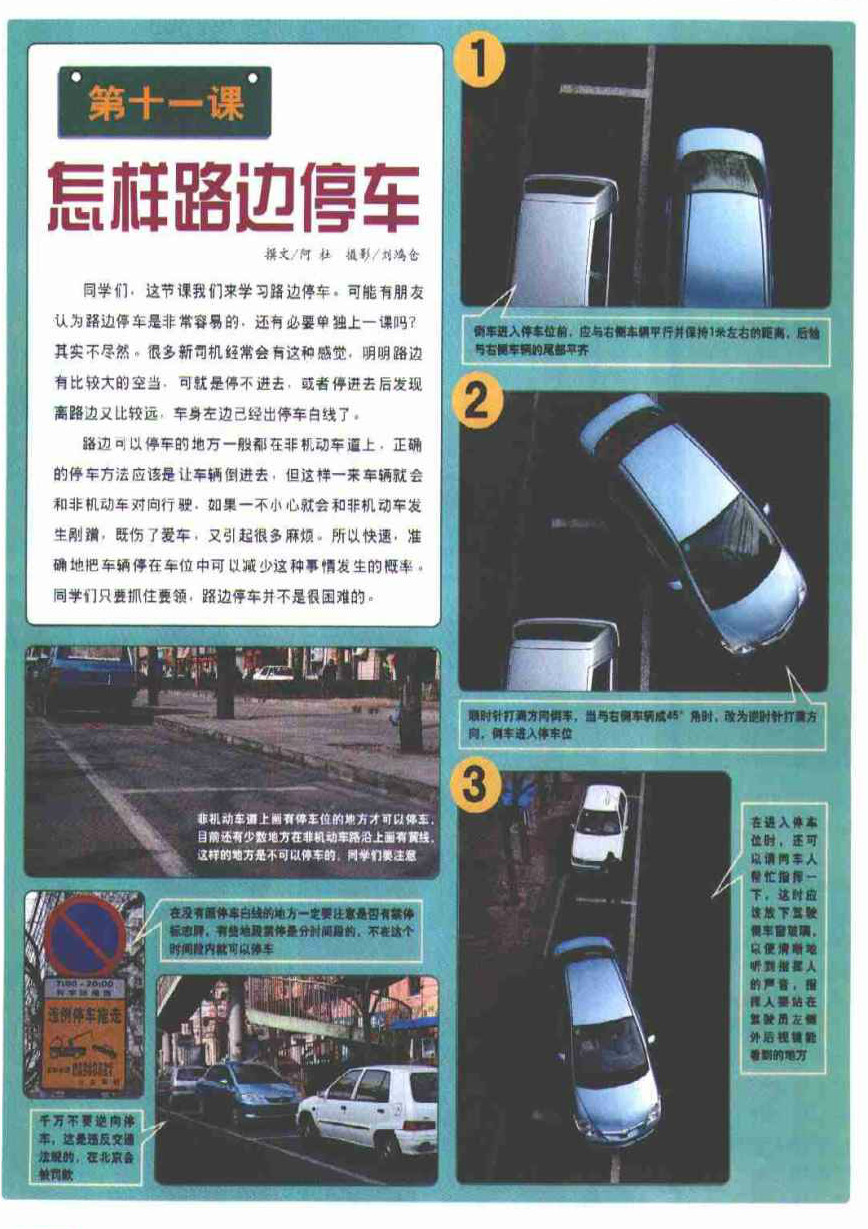 第十一课
怎样路边停车
撰文/阿 杜 摄影/刘鸿仓
同学们，这节课我们来学习路边停车。可能有朋友
认为路边停车是非常容易的，还有必要单独上一课吗？
其实不尽然。很多新司机经常会有这种感觉，明明路边
有比较大的空当，可就是停不进去，或者停进去后发现
离路边又比较远，车身左边已经出停车白线了。
路边可以停车的地方一般都在非机动车道上，正确
的停车方法应该是让车辆倒进去，但这样一来车辆就会
和非机动车对向行驶，如果一不小心就会和非机动车发
生剐蹭，既伤了爱车，又引起很多麻烦。所以快速，准
确地把车辆停在车位中可以减少这种事情发生的概率。
同学们只要抓住要领，路边停车并不是很困难的。
非机动车道上画有停车位的地方才可以停车，
目前还有少数地方在非机动车路沿上画有黄线，
这样的地方是不可以停车的，同学们要注意
在没有画停车白线的地方一定要注意是否有禁停
标志牌，有些地段禁停是分时间段的，不在这个
时间段内就可以停车
7:00-20:00
违例停车拖走
千万不要逆向停
车，这是违反交通
法规的，在北京会
被罚款
1
倒车进入停车位前，应与右侧车辆平行并保持1米左右的距离，后轴
与右侧车辆的尾部平齐
2
顺时针打满方向倒车，当与右侧车辆成45°角时，改为逆时针打满方
向，倒车进入停车位
3
在进入停车
位时，还可
以请同车人
帮忙指挥一
下，这时应
该放下驾驶
侧车窗玻璃，
以便清晰地
听到指挥人
的声音，指
挥人要站在
驾驶员左侧
外后视镜能
看到的地方